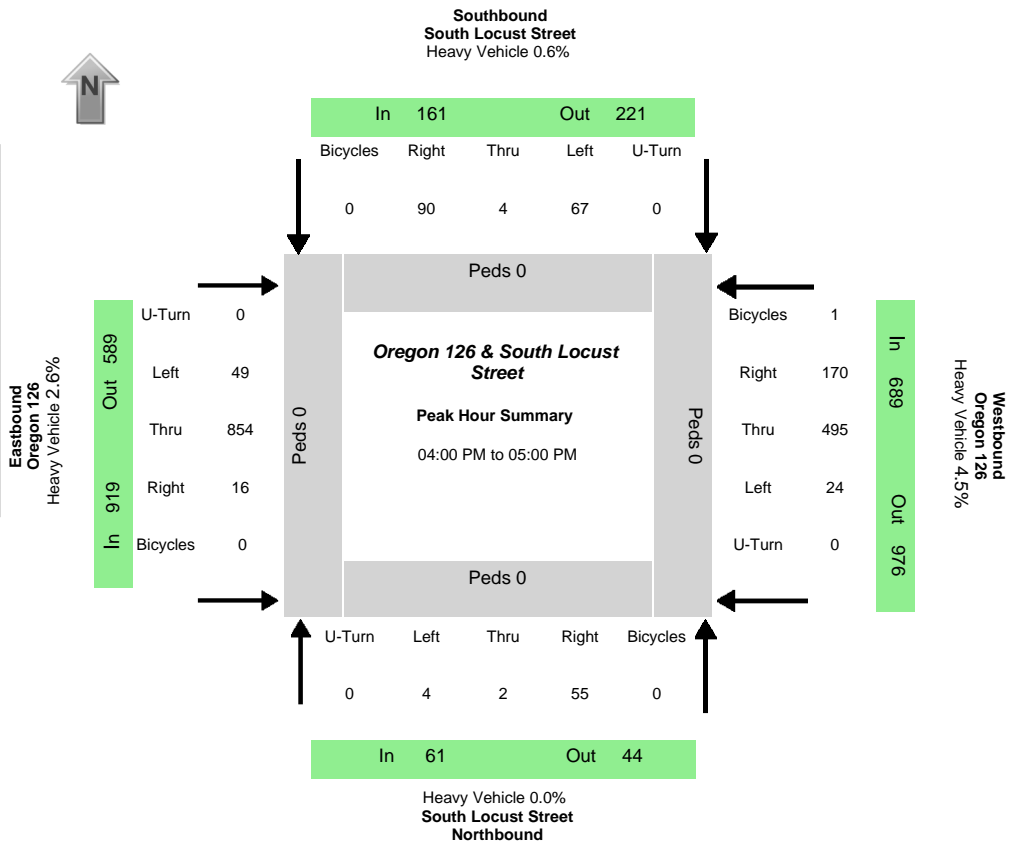 Southbound
South Locust Street
Heavy Vehicle 0.6%
N
In 161 Out 221
Bicycles Right Thru Left U-Turn
0 90 4 67 0
Peds 0
Eastbound
Oregon 126
Heavy Vehicle 2.6%
In 919 Out 589
U-Turn 0
Left 49
Thru 854
Right 16
Bicycles 0
Peds 0
Oregon 126 & South Locust
Street
Peak Hour Summary
04:00 PM to 05:00 PM
Peds 0
Bicycles 1
Right 170
Thru 495
Left 24
U-Turn 0
In 689 Out 976
Westbound
Oregon 126
Heavy Vehicle 4.5%
Peds 0
U-Turn Left Thru Right Bicycles
0 4 2 55 0
In 61 Out 44
Heavy Vehicle 0.0%
South Locust Street
Northbound